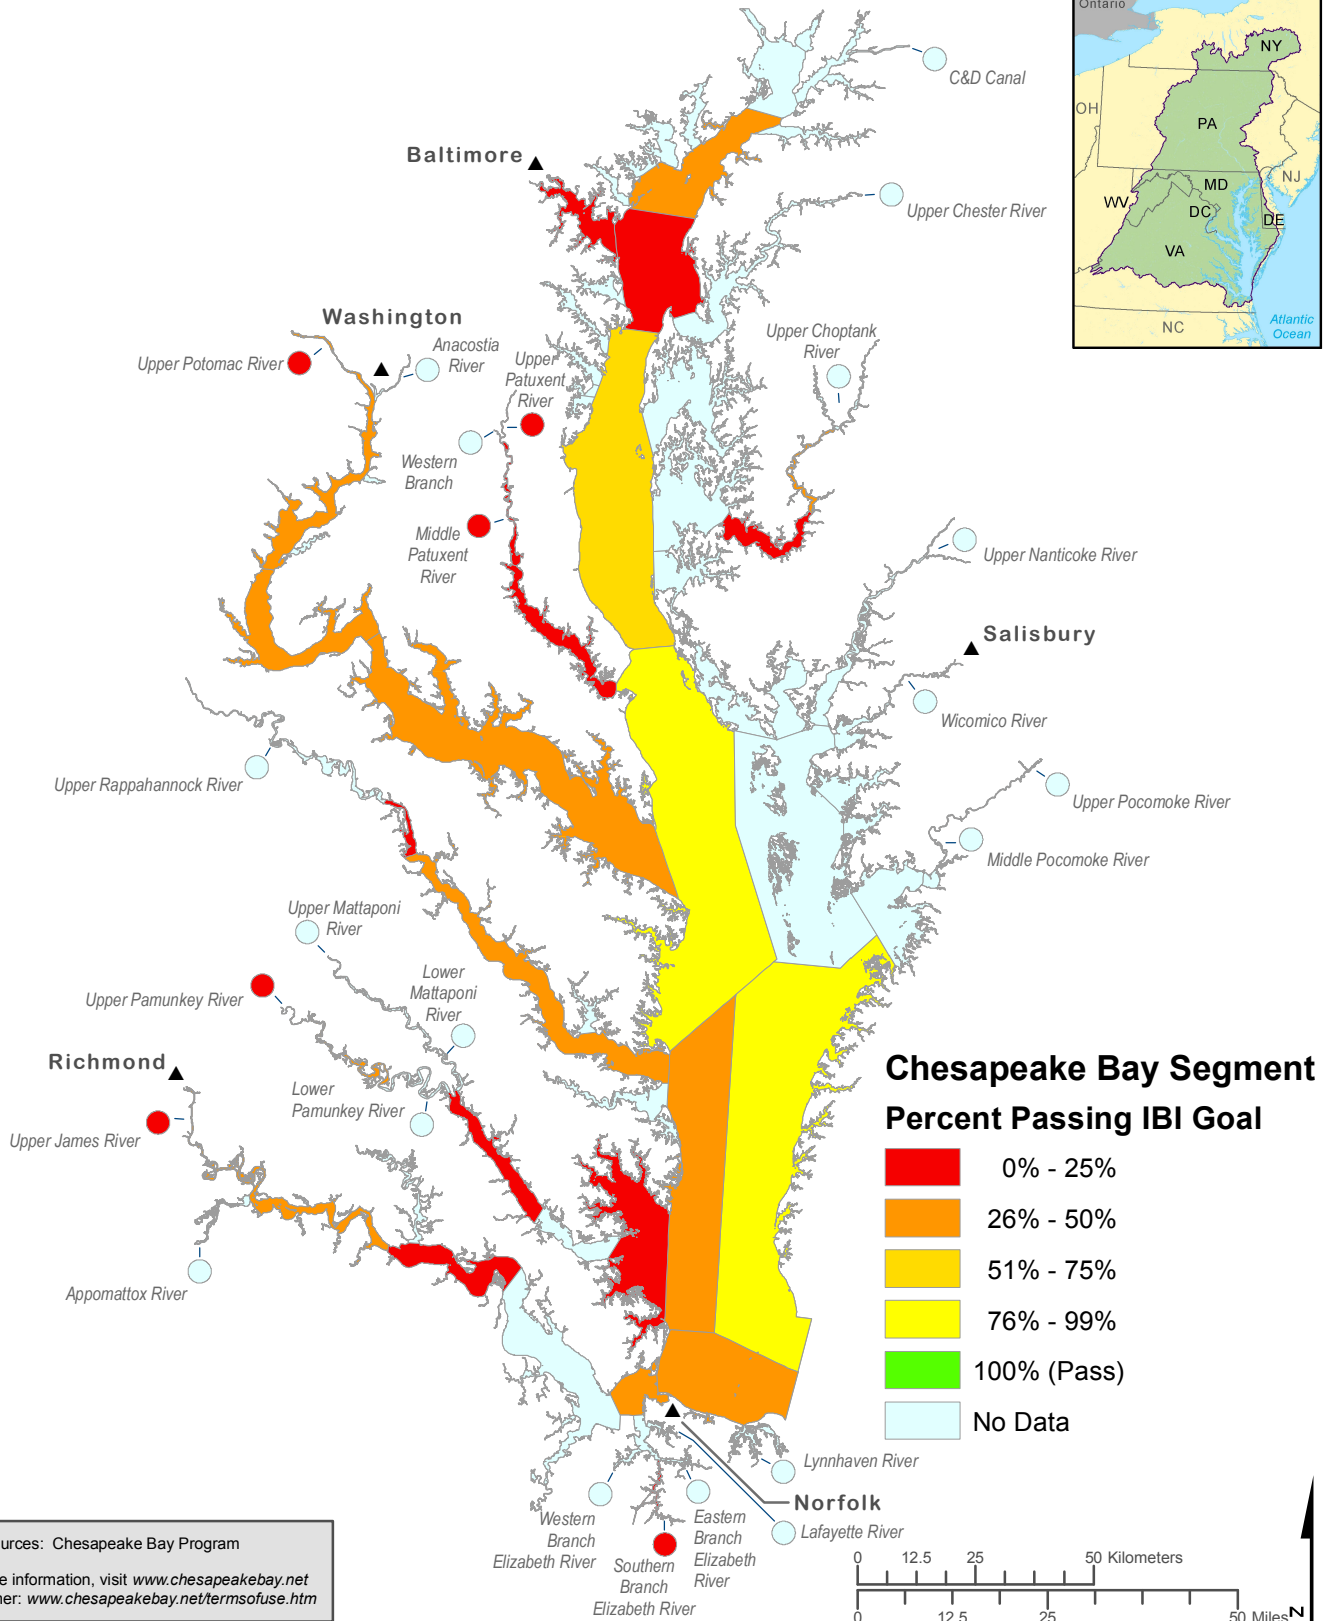 Ontario
NY
OH
PA
NJ
MD
WV
DC
DE
VA
NC
Atlantic
Ocean
C&D Canal
Baltimore
Upper Chester River
Washington
Upper Potomac River
Anacostia
River
Upper
Patuxent
River
Upper Choptank
River
Western
Branch
Middle
Patuxent
River
Upper Nanticoke River
Salisbury
Wicomico River
Upper Rappahannock River
Upper Pocomoke River
Middle Pocomoke River
Upper Mattaponi
River
Upper Pamunkey River
Lower
Mattaponi
River
Richmond
Lower
Pamunkey River
Upper James River
Appomattox River
Chesapeake Bay Segment
Percent Passing IBI Goal
0% - 25%
26% - 50%
51% - 75%
76% - 99%
100% (Pass)
No Data
Lynnhaven River
Norfolk
Lafayette River
Western
Branch
Elizabeth River
Southern
Branch
Elizabeth River
Eastern
Branch
Elizabeth
River
urces: Chesapeake Bay Program
e information, visit www.chesapeakebay.net
ner: www.chesapeakebay.net/termsofuse.htm
0 12.5 25 50 Kilometers
0 12.5 25 50 Miles
N